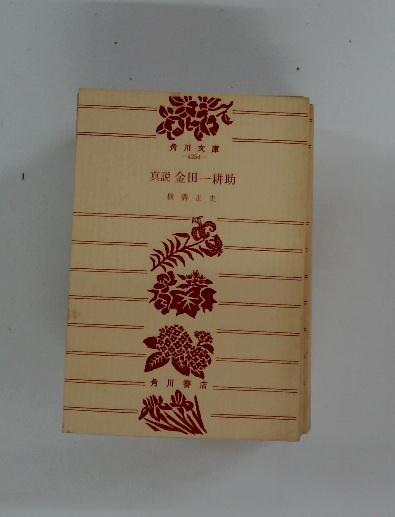 角川文庫
—4254—
真説 金田一耕助
横溝正史
角川書店